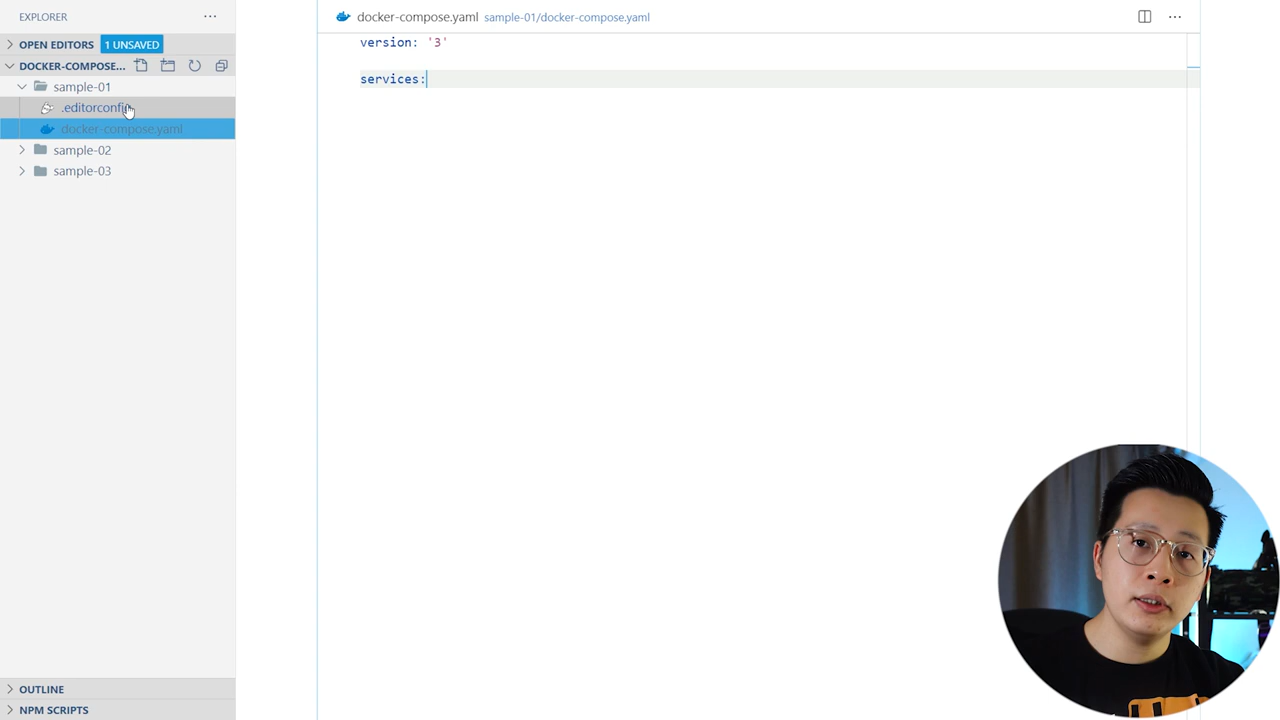 EXPLORER
OPEN EDITORS 1 UNSAVED
DOCKER-COMPOSE...
sample-01
.editorconfig
docker-compose.yaml
sample-02
sample-03
OUTLINE
NPM SCRIPTS
docker-compose.yaml sample-01/docker-compose.yaml
version: '3'
services: